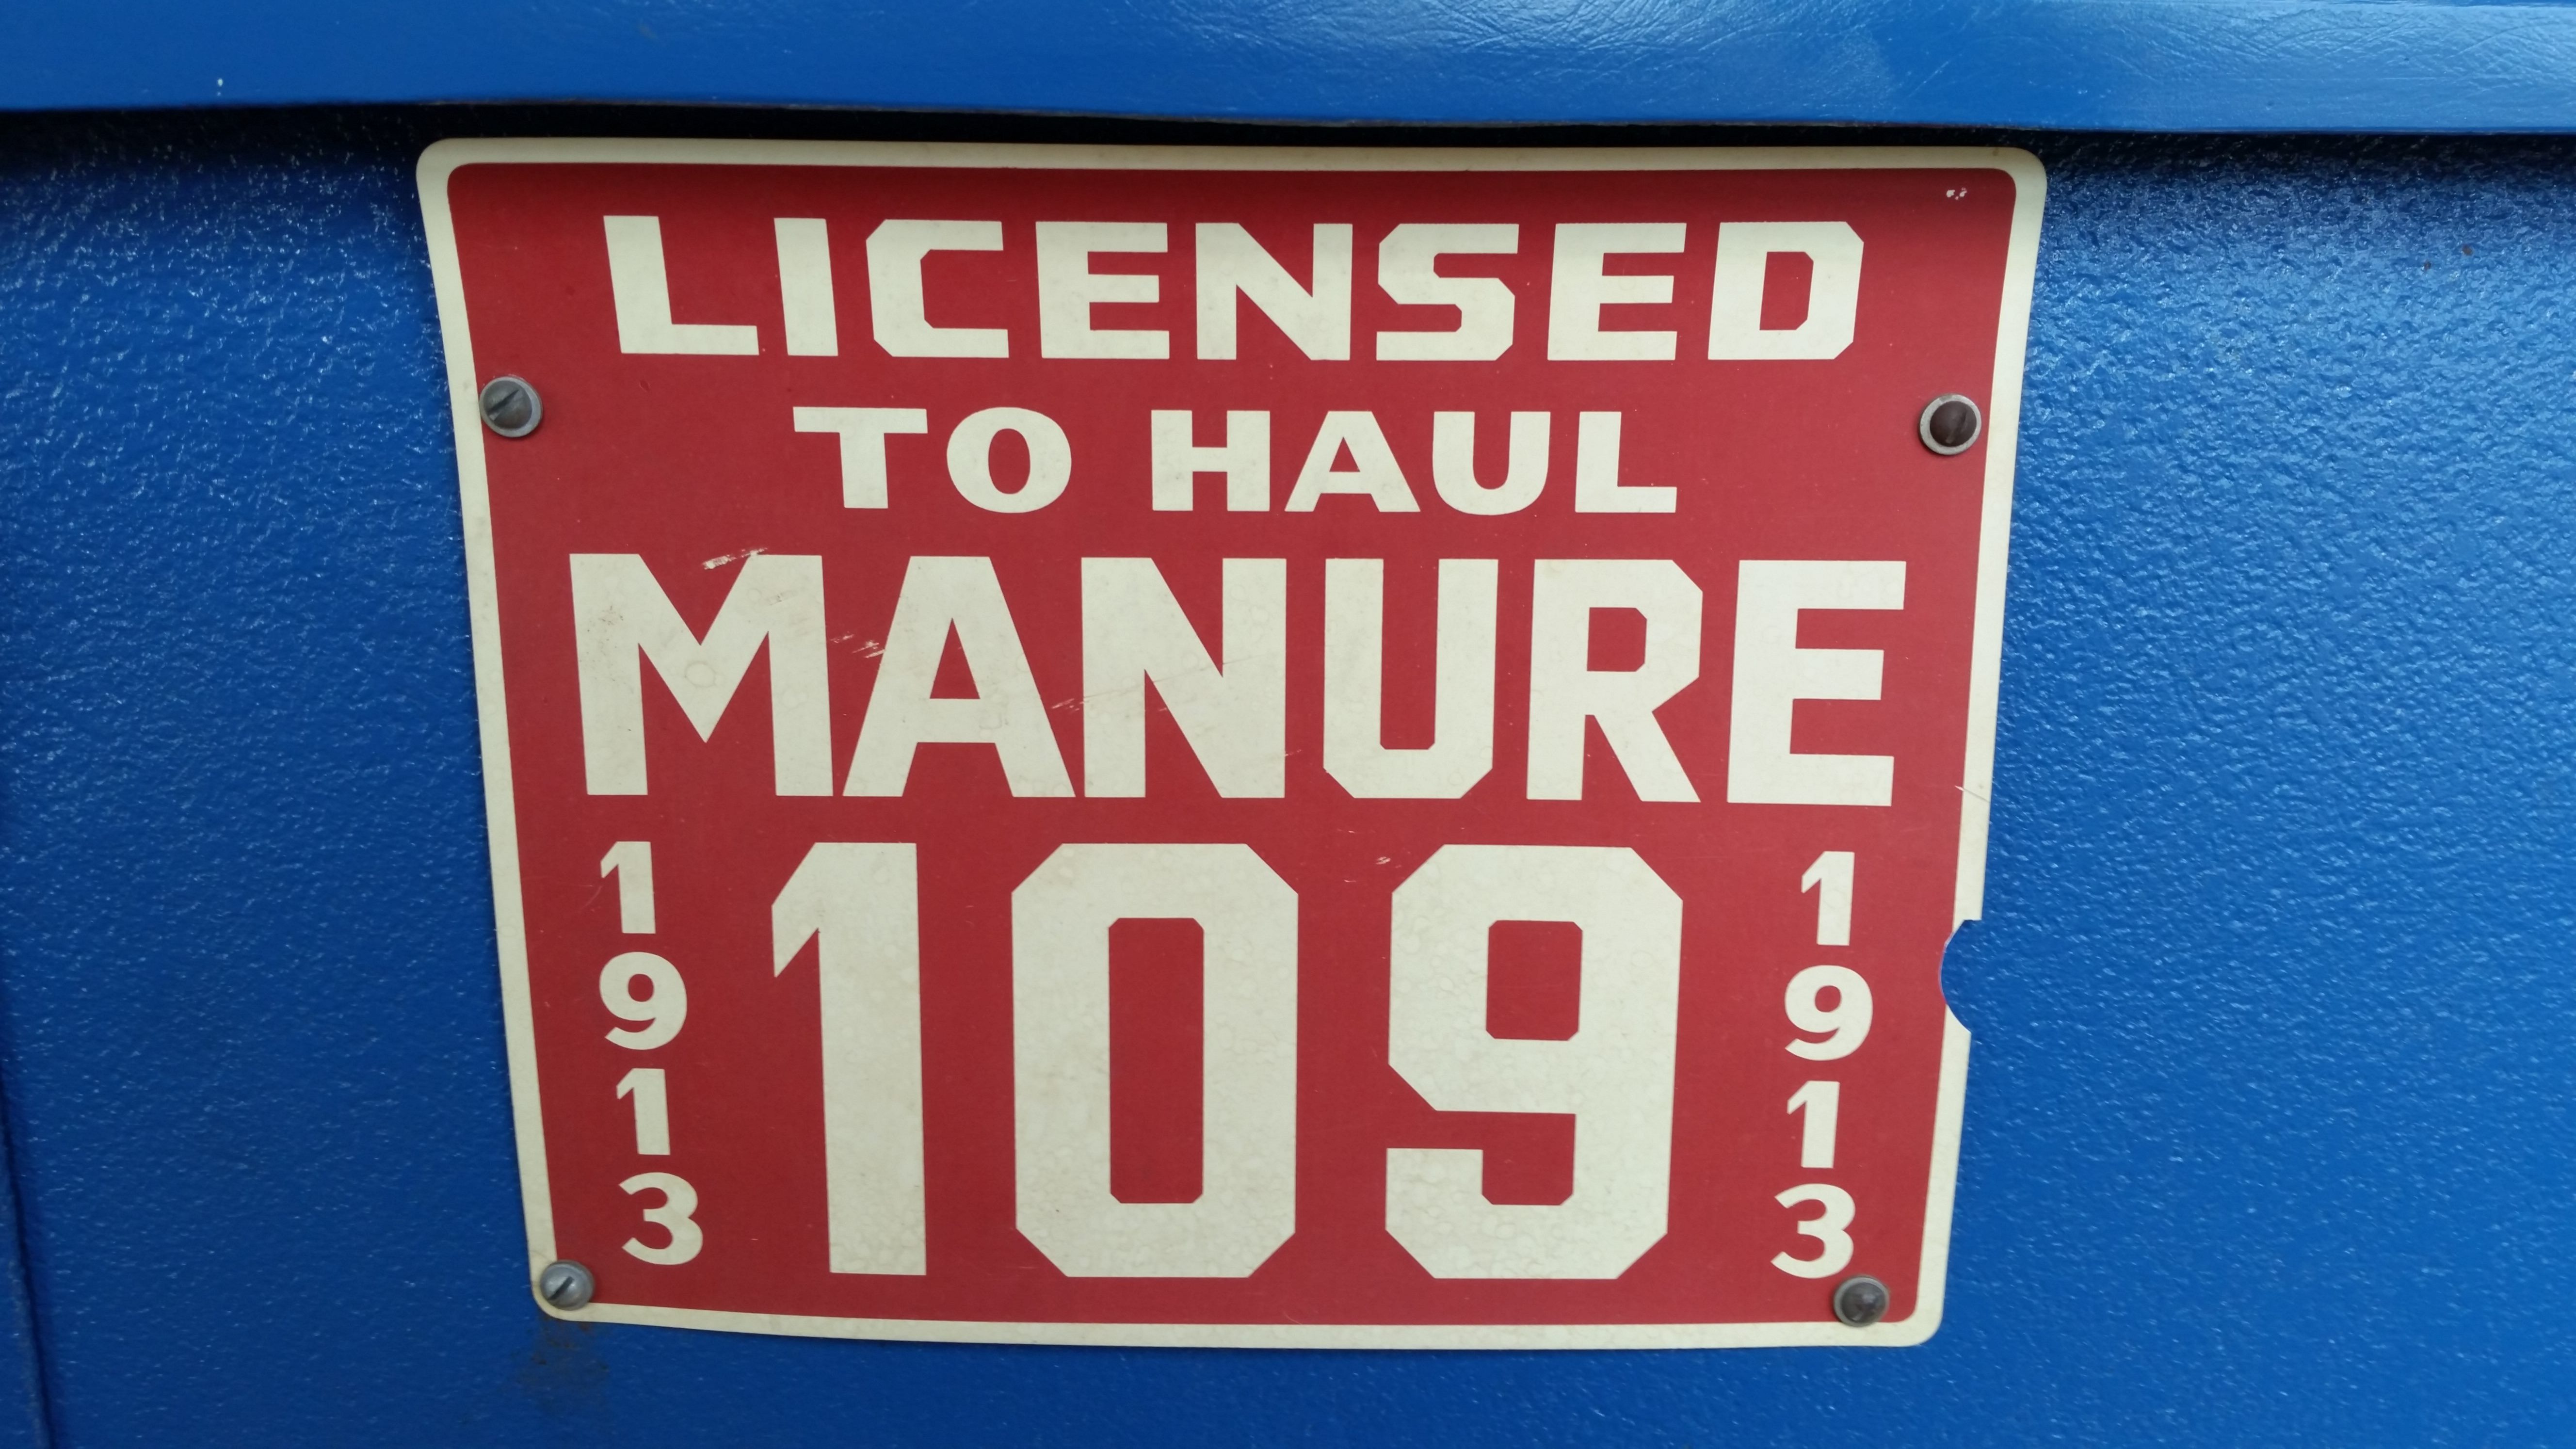 LICENSED
TO HAUL
MANURE
1913 109 1913